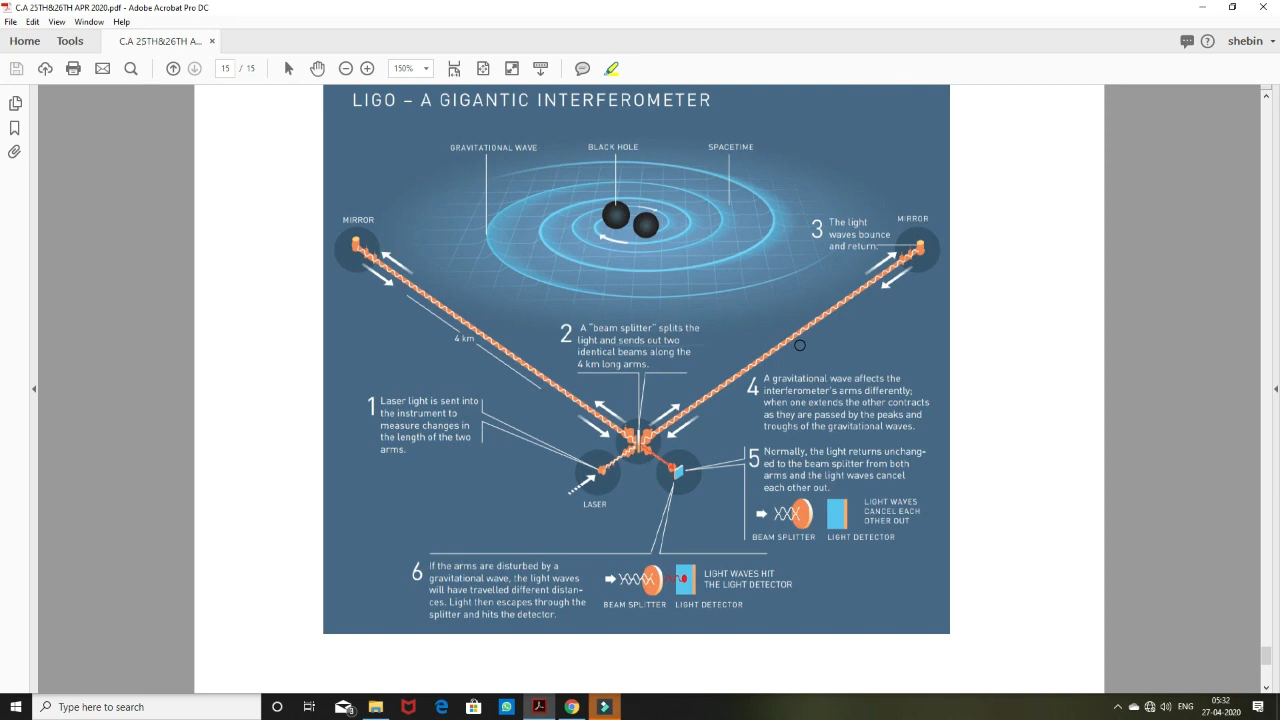 C.A 25TH&26TH APR 2020.pdf - Adobe Acrobat Pro DC
File Edit View Window Help
Home Tools C.A 25TH&26TH A... × shebin
15 / 15 150%
LIGO – A GIGANTIC INTERFEROMETER
GRAVITATIONAL WAVE BLACK HOLE SPACETIME
MIRROR
MIRROR
3 The light
waves bounce
and return.
2 A "beam splitter" splits the
light and sends out two
identical beams along the
4 km long arms.
4 km
1 Laser light is sent into
the instrument to
measure changes in
the length of the two
arms.
4 A gravitational wave affects the
interferometer's arms differently;
when one extends the other contracts
as they are passed by the peaks and
troughs of the gravitational waves.
5 Normally, the light returns unchang-
ed to the beam splitter from both
arms and the light waves cancel
each other out.
LASER
LIGHT WAVES
CANCEL EACH
OTHER OUT
BEAM SPLITTER LIGHT DETECTOR
6 If the arms are disturbed by a
gravitational wave, the light waves
will have travelled different distan-
ces. Light then escapes through the
splitter and hits the detector.
LIGHT WAVES HIT
THE LIGHT DETECTOR
BEAM SPLITTER LIGHT DETECTOR
Type here to search
ENG
05:32
27-04-2020